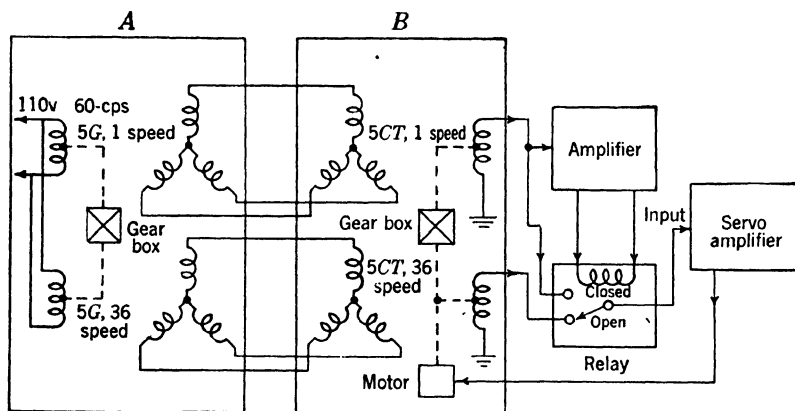 A
B
110v 60-cps
5G, 1 speed
5CT, 1 speed
Amplifier
Gear
box
Gear box
Input
Servo
amplifier
5CT, 36
speed
Closed
5G, 36
speed
Open
Relay
Motor